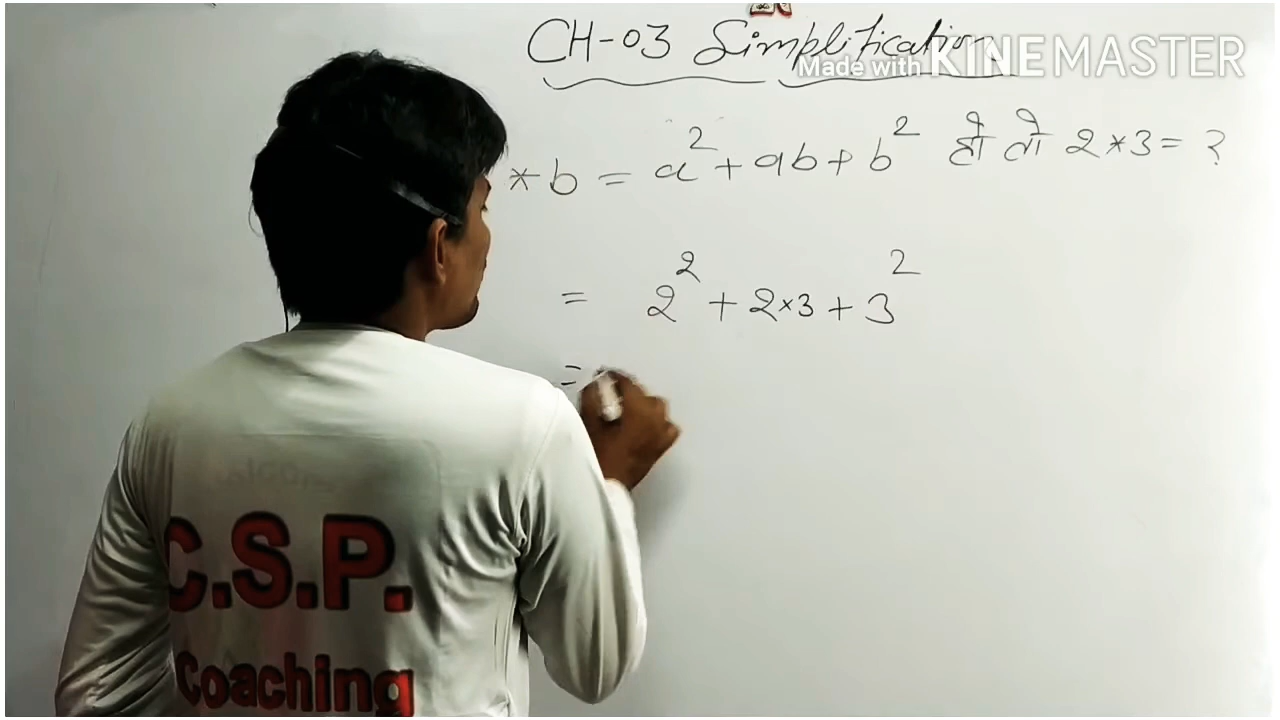 CH-03 Simplification
Made with KINEMASTER
* b = a² + ab + b² हो तो 2 * 3 = ?
= 2² + 2×3 + 3²
=
C.S.P.
Coaching